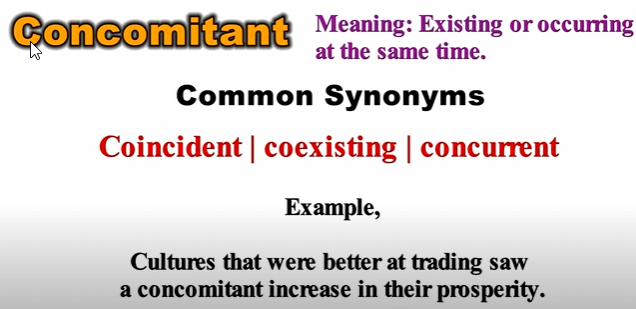 Concomitant
Meaning: Existing or occurring
at the same time.
Common Synonyms
Coincident | coexisting | concurrent
Example,
Cultures that were better at trading saw
a concomitant increase in their prosperity.